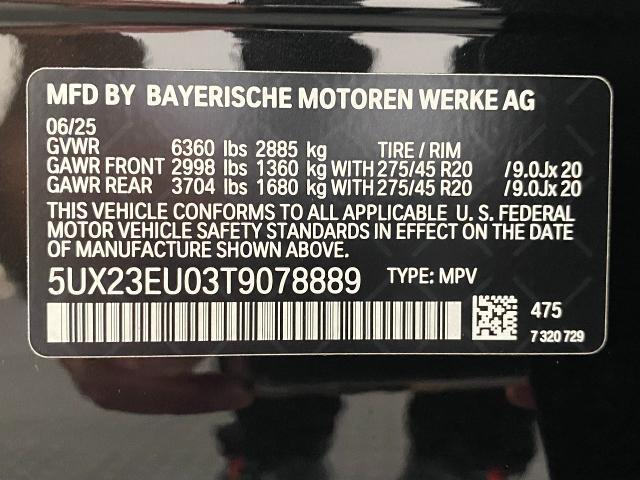 MFD BY BAYERISCHE MOTOREN WERKE AG
06/25
GVWR 6360 lbs 2885 kg TIRE / RIM
GAWR FRONT 2998 lbs 1360 kg WITH 275/45 R20 /9.0Jx20
GAWR REAR 3704 lbs 1680 kg WITH 275/45 R20 /9.0Jx20
THIS VEHICLE CONFORMS TO ALL APPLICABLE U. S. FEDERAL
MOTOR VEHICLE SAFETY STANDARDS IN EFFECT ON THE DATE
OF MANUFACTURE SHOWN ABOVE.
5UX23EU03T9078889 TYPE: MPV
475
7 320 729